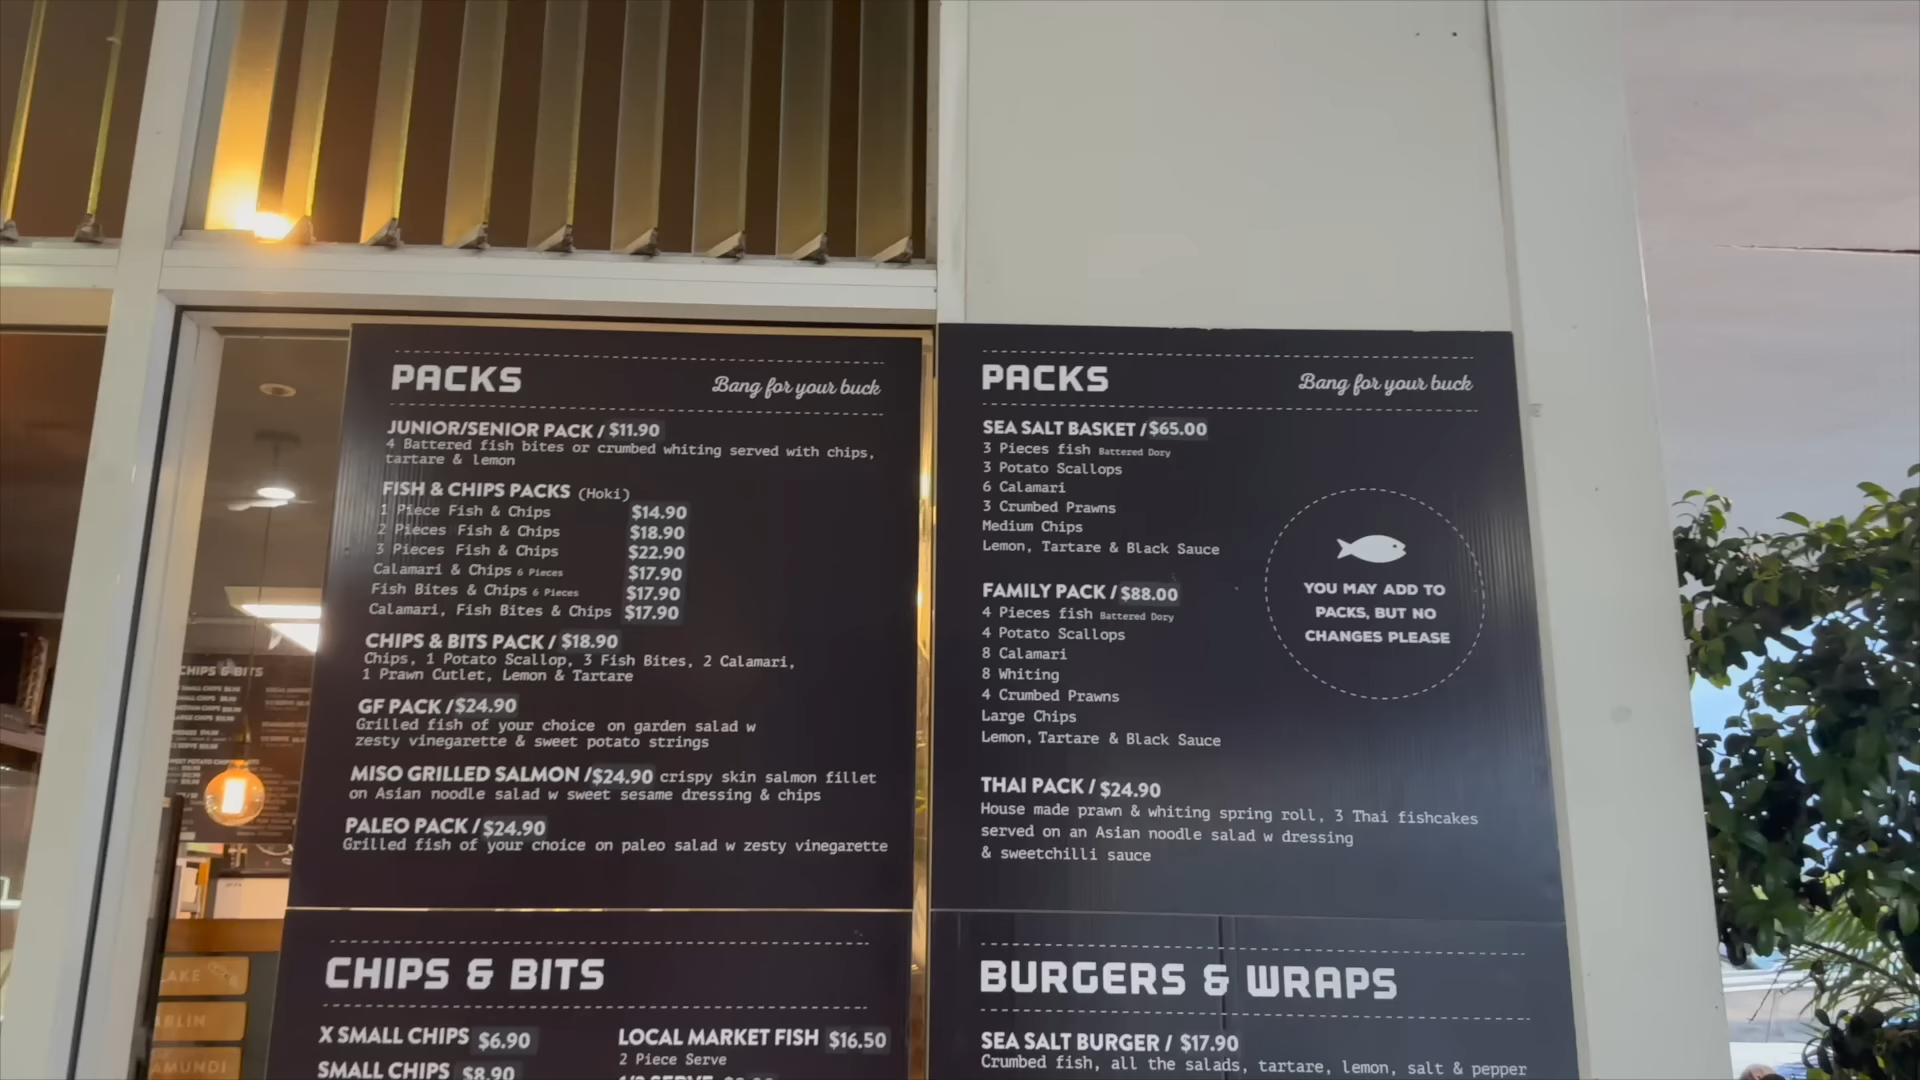 PACKS
Bang for your buck
JUNIOR/SENIOR PACK / $11.90
4 Battered fish bites or crumbed whiting served with chips,
tartare & lemon
FISH & CHIPS PACKS (Hoki)
1 Piece Fish & Chips $14.90
2 Pieces Fish & Chips $18.90
3 Pieces Fish & Chips $22.90
Calamari & Chips 6 Pieces $17.90
Fish Bites & Chips 6 Pieces $17.90
Calamari, Fish Bites & Chips $17.90
CHIPS & BITS PACK / $18.90
Chips, 1 Potato Scallop, 3 Fish Bites, 2 Calamari,
1 Prawn Cutlet, Lemon & Tartare
GF PACK / $24.90
Grilled fish of your choice on garden salad w
zesty vinegarette & sweet potato strings
MISO GRILLED SALMON / $24.90 crispy skin salmon fillet
on Asian noodle salad w sweet sesame dressing & chips
PALEO PACK / $24.90
Grilled fish of your choice on paleo salad w zesty vinegarette
PACKS
Bang for your buck
SEA SALT BASKET / $65.00
3 Pieces fish Battered Dory
3 Potato Scallops
6 Calamari
3 Crumbed Prawns
Medium Chips
Lemon, Tartare & Black Sauce
FAMILY PACK / $88.00
4 Pieces fish Battered Dory
4 Potato Scallops
8 Calamari
8 Whiting
4 Crumbed Prawns
Large Chips
Lemon, Tartare & Black Sauce
YOU MAY ADD TO
PACKS, BUT NO
CHANGES PLEASE
THAI PACK / $24.90
House made prawn & whiting spring roll, 3 Thai fishcakes
served on an Asian noodle salad w dressing
& sweetchilli sauce
CHIPS & BITS
X SMALL CHIPS $6.90
SMALL CHIPS $8.90
LOCAL MARKET FISH $16.50
2 Piece Serve
BURGERS & WRAPS
SEA SALT BURGER / $17.90
Crumbed fish, all the salads, tartare, lemon, salt & pepper
CHIPS & BITS